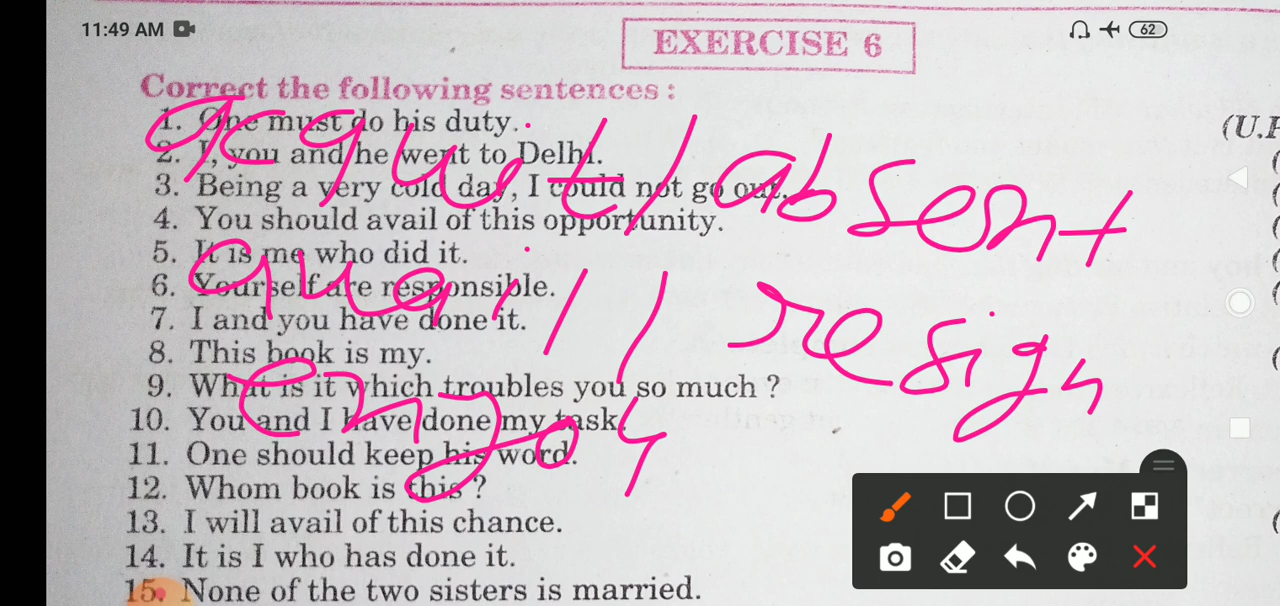 11:49 AM
62
EXERCISE 6
Correct the following sentences :
1. One must do his duty.
(U.P
2. I, you and he went to Delhi.
3. Being a very cold day, I could not go out.
4. You should avail of this opportunity.
5. It is me who did it.
6. Yourself are responsible.
7. I and you have done it.
8. This book is my.
9. What is it which troubles you so much ?
10. You and I have done my task.
11. One should keep his word.
12. Whom book is this ?
13. I will avail of this chance.
14. It is I who has done it.
15. None of the two sisters is married.
acquit / absent
quail / resign
enjoy